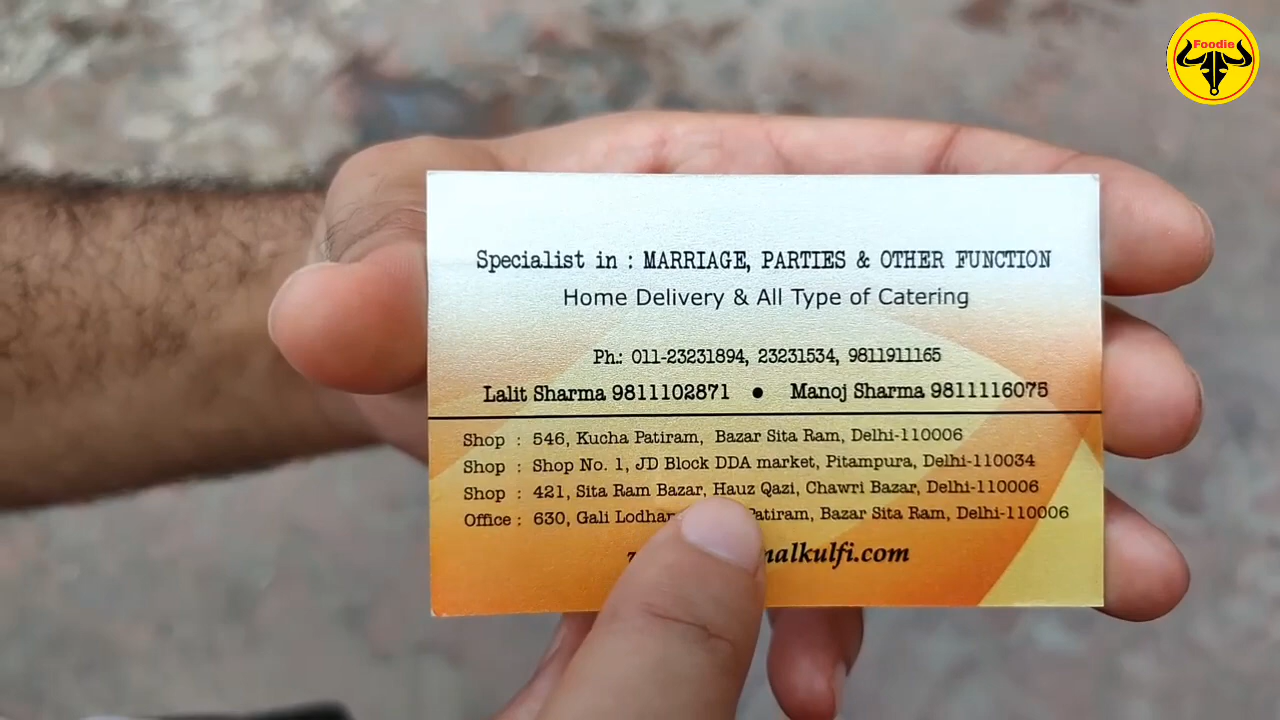 Foodie
Specialist in : MARRIAGE, PARTIES & OTHER FUNCTION
Home Delivery & All Type of Catering
Ph.: 011-23231894, 23231534, 9811911165
Lalit Sharma 9811102871 ● Manoj Sharma 9811116075
Shop : 546, Kucha Patiram, Bazar Sita Ram, Delhi-110006
Shop : Shop No. 1, JD Block DDA market, Pitampura, Delhi-110034
Shop : 421, Sita Ram Bazar, Hauz Qazi, Chawri Bazar, Delhi-110006
Office : 630, Gali Patiram, Bazar Sita Ram, Delhi-110006
malkulfi.com